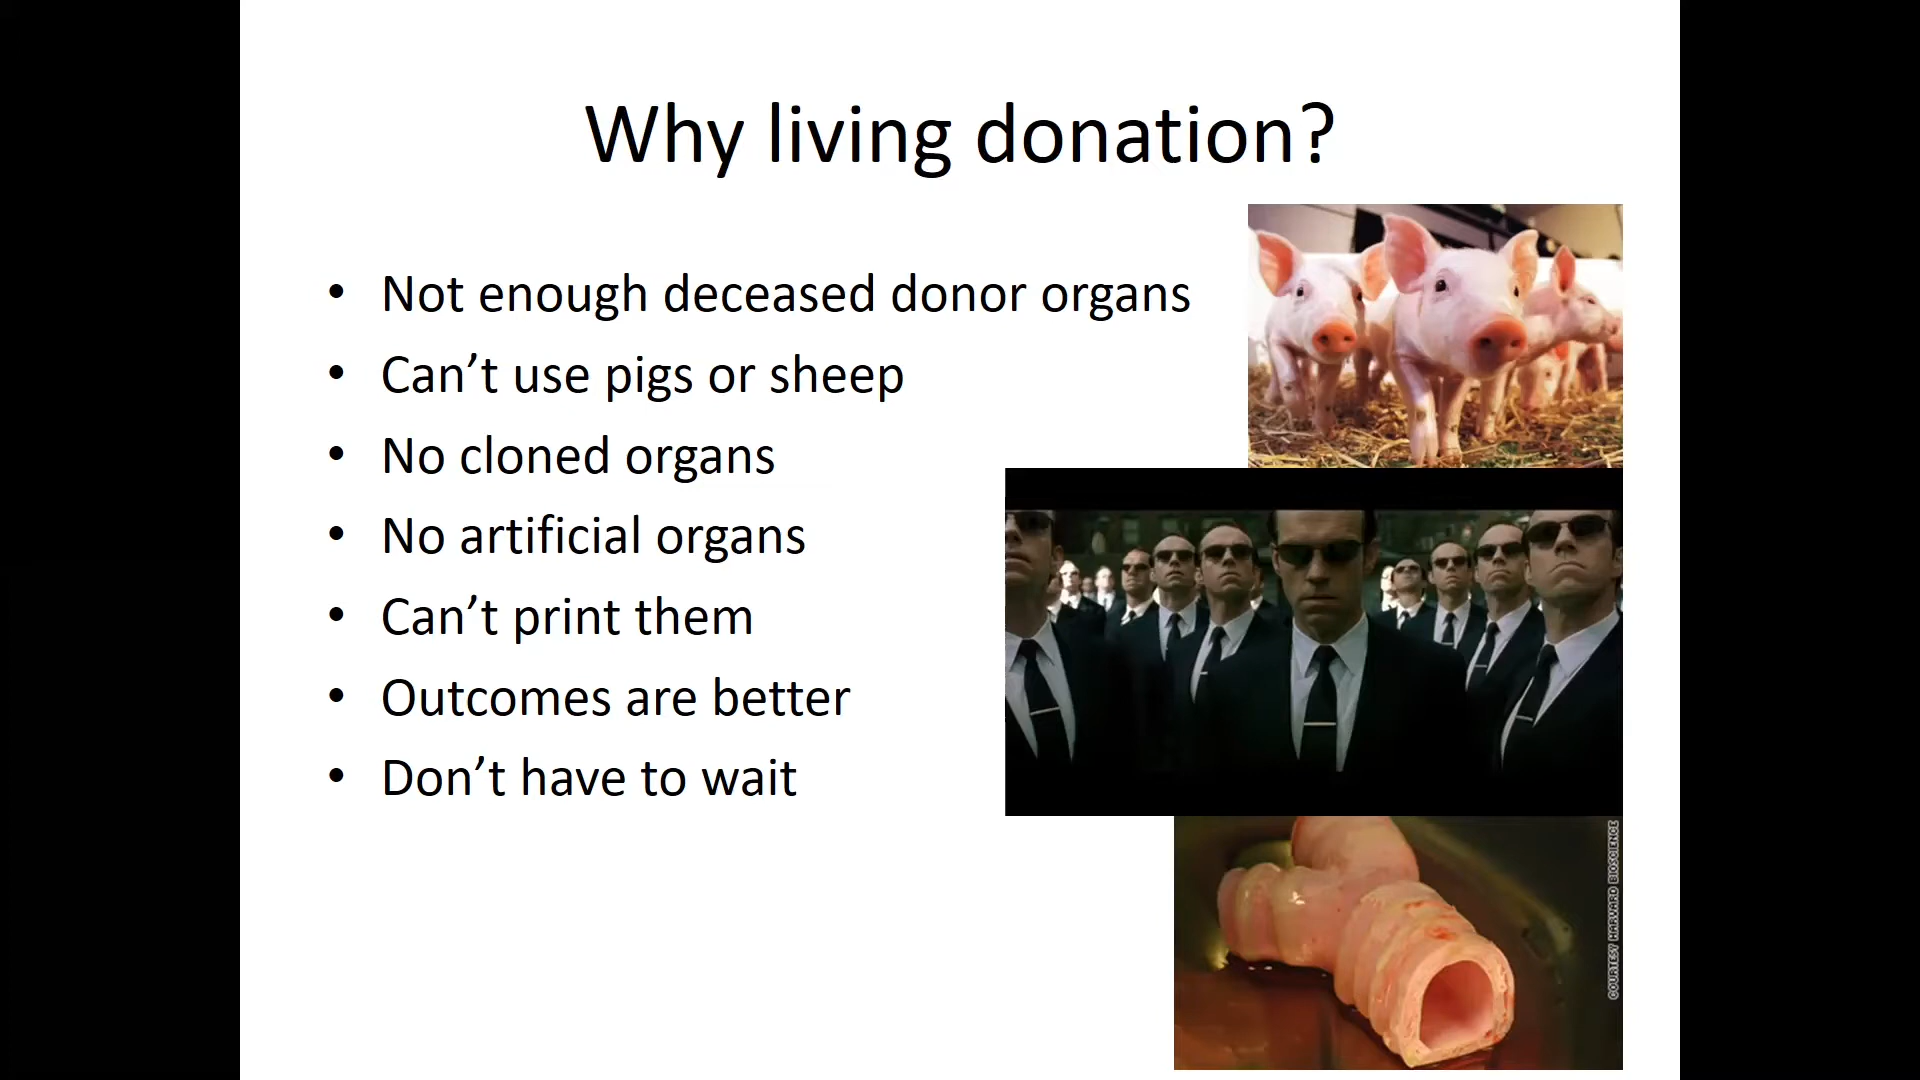 Why living donation?
• Not enough deceased donor organs
• Can’t use pigs or sheep
• No cloned organs
• No artificial organs
• Can’t print them
• Outcomes are better
• Don’t have to wait
COURTESY HARVARD BIOSCIENCE